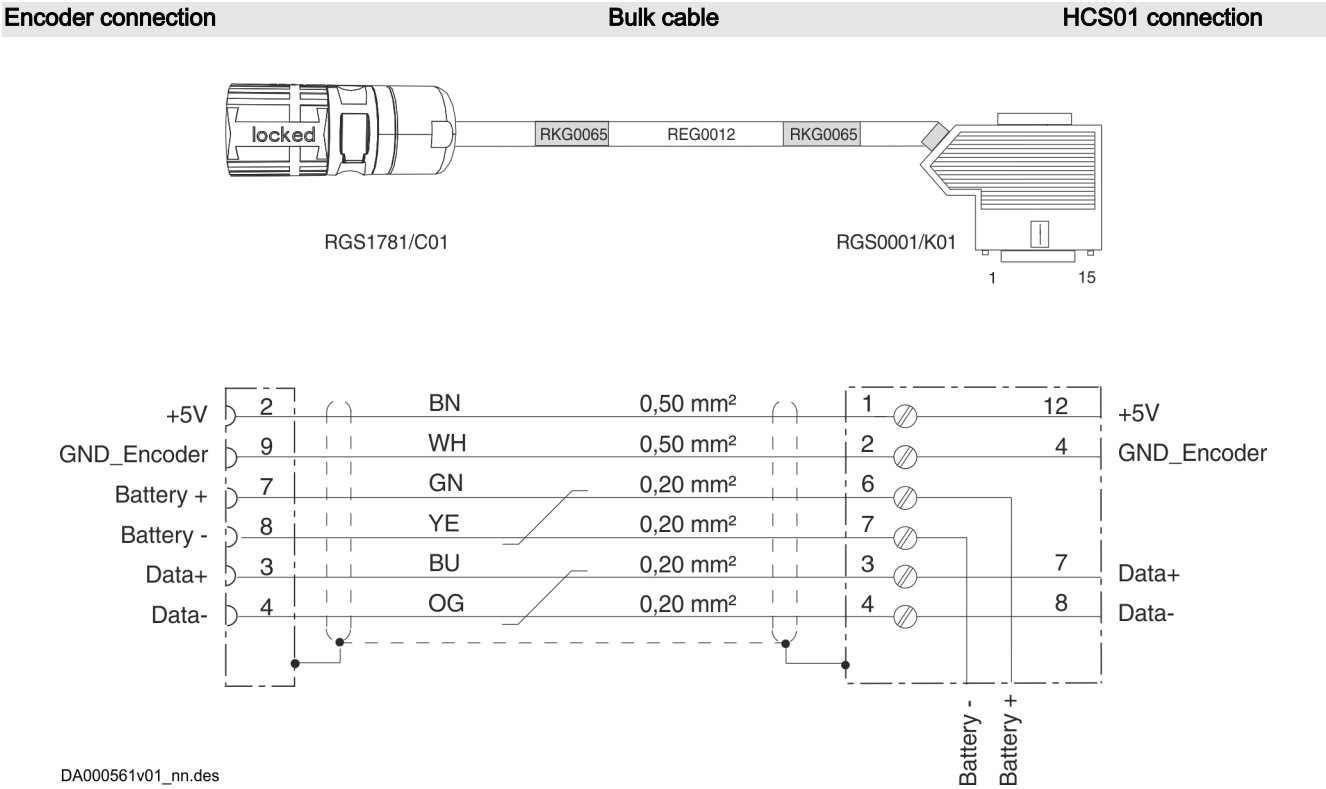 Encoder connection Bulk cable HCS01 connection
locked RKG0065 REG0012 RKG0065
RGS1781/C01 RGS0001/K01
1 15
+5V 2 BN 0,50 mm² 1 12 +5V
GND_Encoder 9 WH 0,50 mm² 2 4 GND_Encoder
Battery + 7 GN 0,20 mm² 6
Battery - 8 YE 0,20 mm² 7
Data+ 3 BU 0,20 mm² 3 7 Data+
Data- 4 OG 0,20 mm² 4 8 Data-
Battery -
Battery +
DA000561v01_nn.des